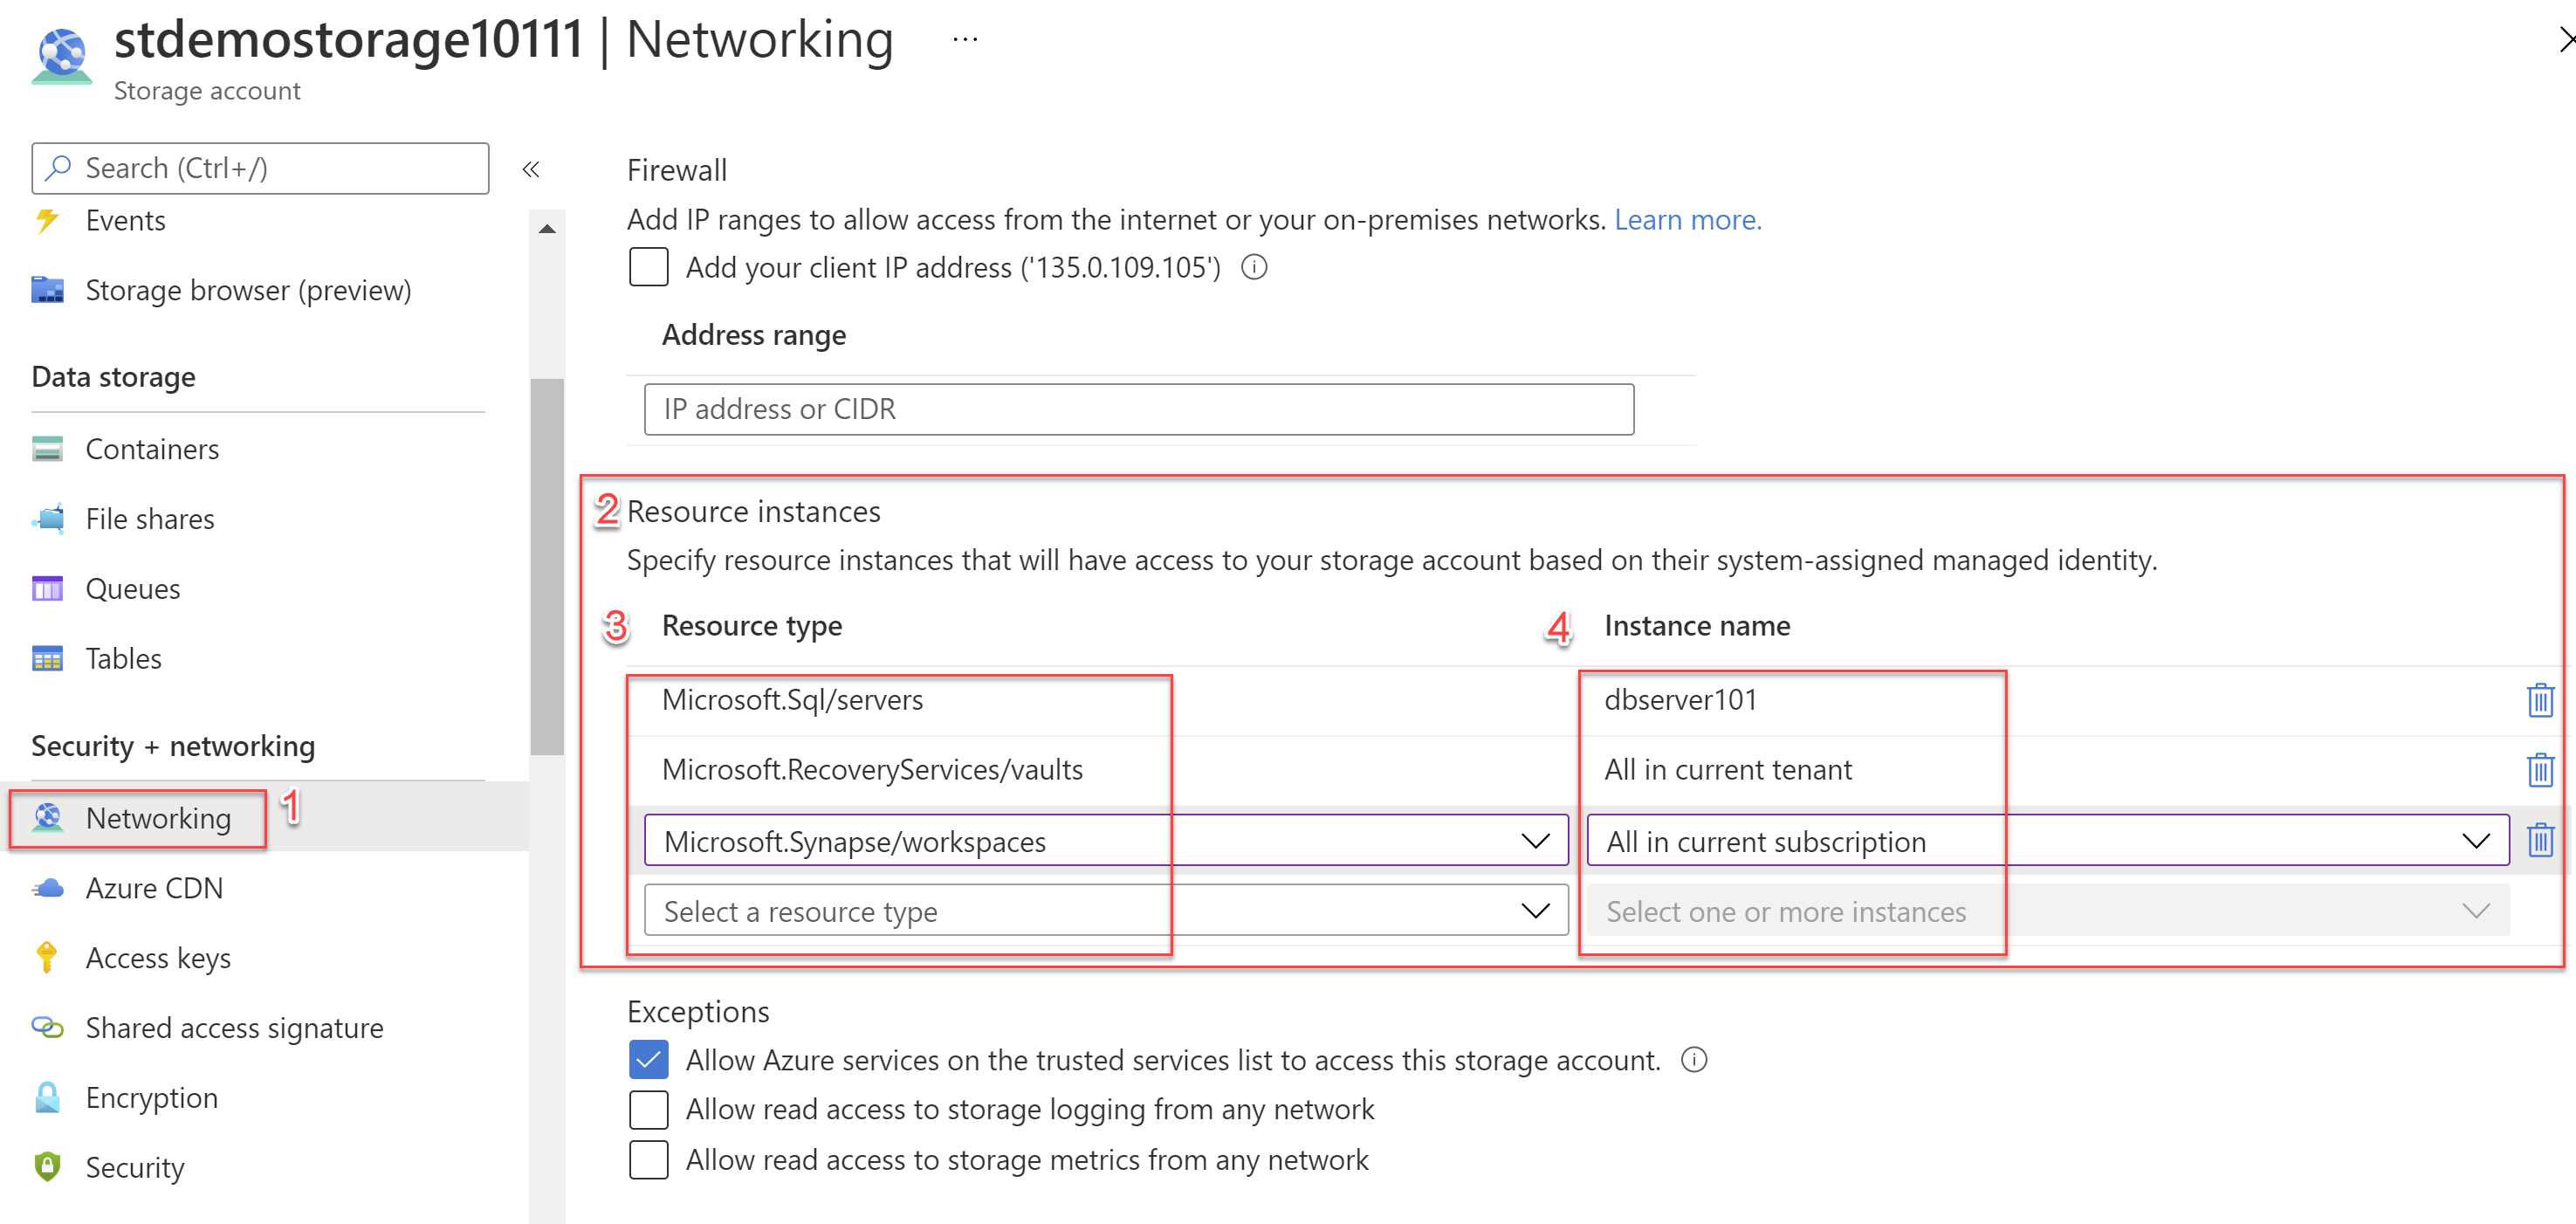 stdemostorage10111 | Networking ...
Storage account
Search (Ctrl+/)
«
Events
Storage browser (preview)
Data storage
Containers
File shares
Queues
Tables
Security + networking
Networking
1
Azure CDN
Access keys
Shared access signature
Encryption
Security
Firewall
Add IP ranges to allow access from the internet or your on-premises networks. Learn more.
Add your client IP address ('135.0.109.105')
Address range
IP address or CIDR
2 Resource instances
Specify resource instances that will have access to your storage account based on their system-assigned managed identity.
3 Resource type 4 Instance name
Microsoft.Sql/servers dbserver101
Microsoft.RecoveryServices/vaults All in current tenant
Microsoft.Synapse/workspaces All in current subscription
Select a resource type Select one or more instances
Exceptions
Allow Azure services on the trusted services list to access this storage account.
Allow read access to storage logging from any network
Allow read access to storage metrics from any network